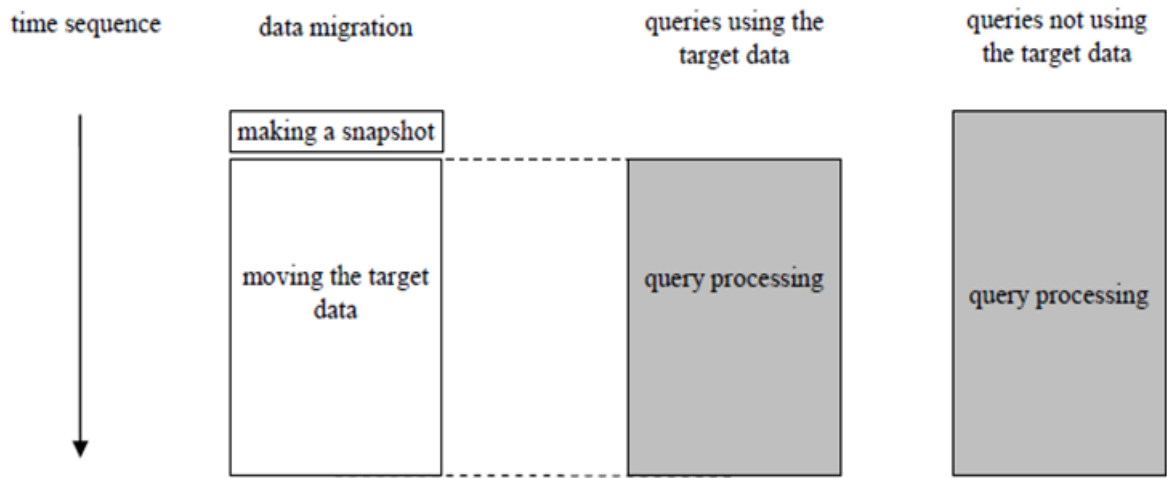 time sequence
data migration
queries using the
target data
queries not using
the target data
making a snapshot
moving the target
data
query processing
query processing